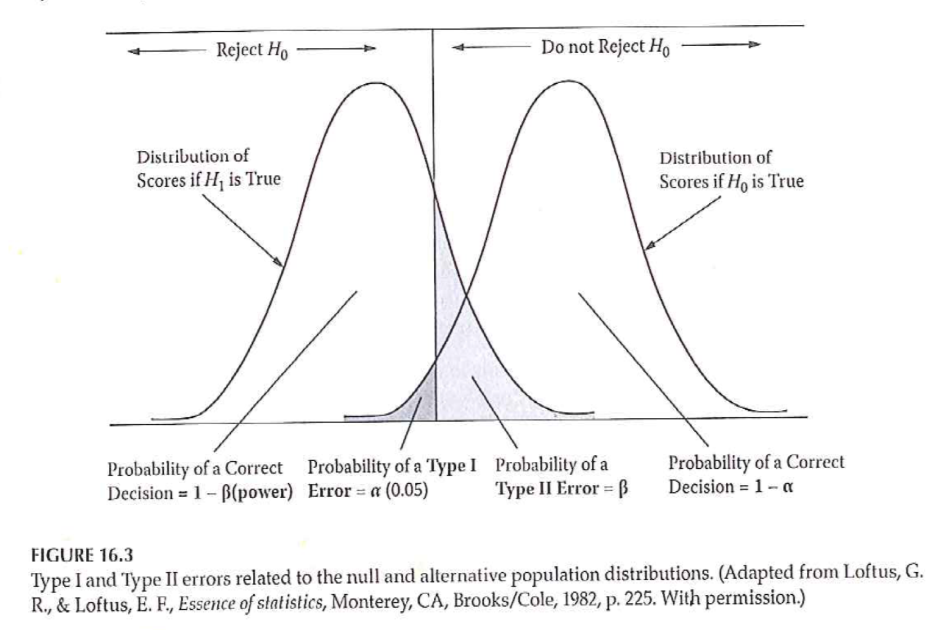 Reject H₀
Do not Reject H₀
Distribution of
Scores if H₁ is True
Distribution of
Scores if H₀ is True
Probability of a Correct
Decision = 1 – β(power)
Probability of a Type I
Error = α (0.05)
Probability of a
Type II Error = β
Probability of a Correct
Decision = 1 – α
FIGURE 16.3
Type I and Type II errors related to the null and alternative population distributions. (Adapted from Loftus, G.
R., & Loftus, E. F., Essence of statistics, Monterey, CA, Brooks/Cole, 1982, p. 225. With permission.)